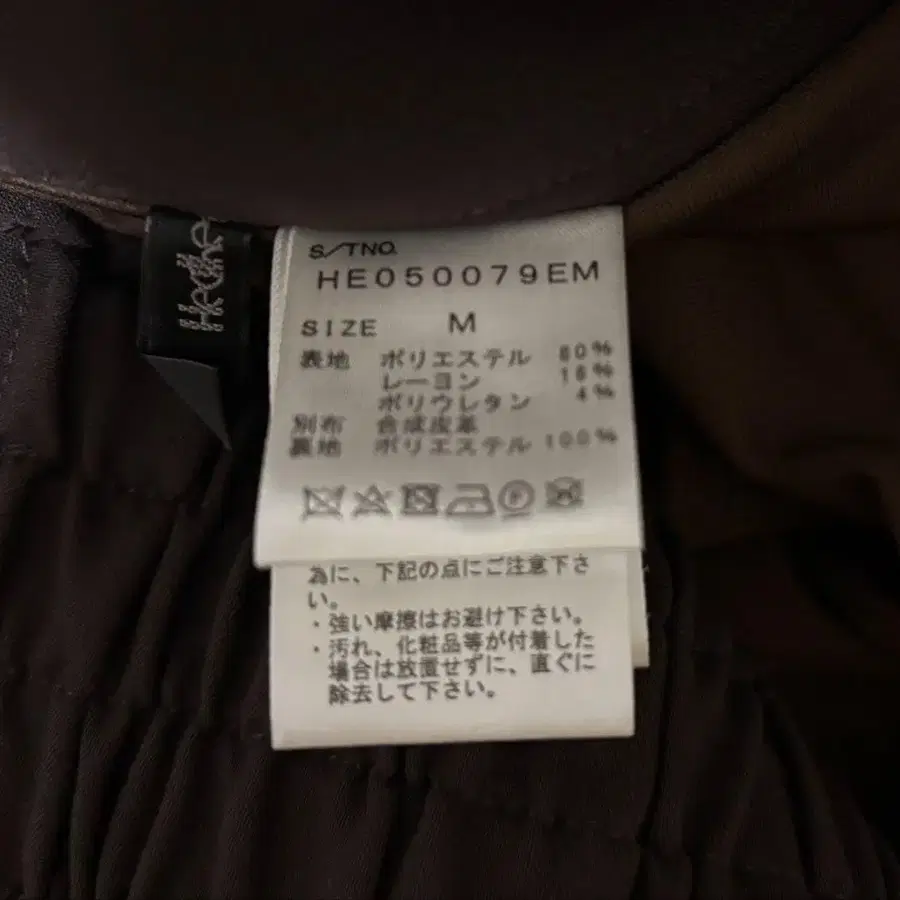 S/TNO.
HE050079EM
SIZE M
表地 ポリエステル 80%
レーヨン 16%
ポリウレタン 4%
別布 合成皮革
裏地 ポリエステル 100%
為に、下記の点にご注意下さ
い。
・強い摩擦はお避け下さい。
・汚れ、化粧品等が付着した
場合は放置せずに、直ぐに
除去して下さい。